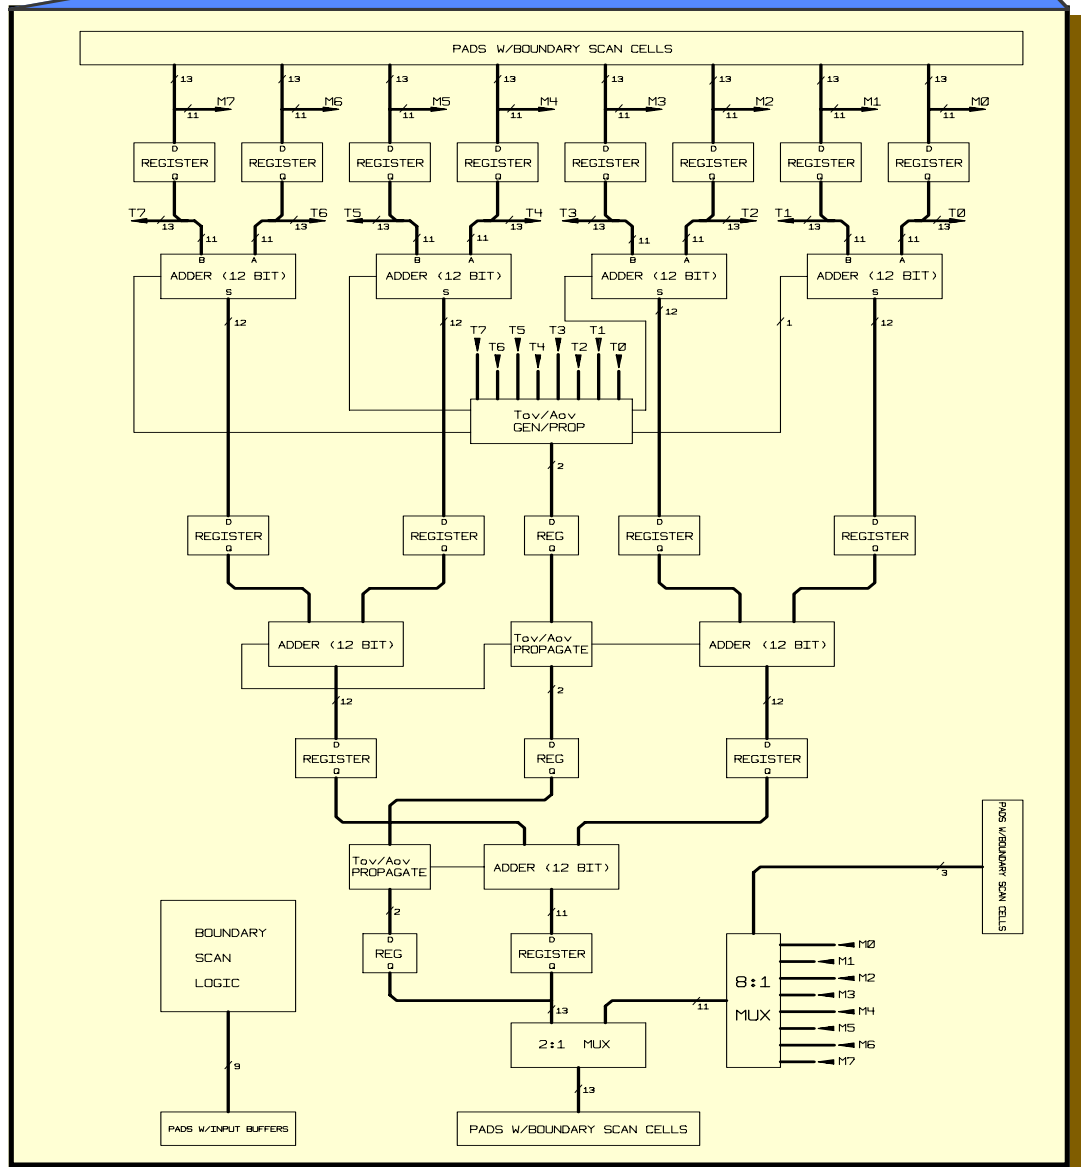 PADS W/BOUNDARY SCAN CELLS
13 13 13 13 13 13 13 13
M7 M6 M5 M4 M3 M2 M1 M0
11 11 11 11 11 11 11 11
D D D D D D D D
REGISTER REGISTER REGISTER REGISTER REGISTER REGISTER REGISTER REGISTER
Q Q Q Q Q Q Q Q
T7 T6 T5 T4 T3 T2 T1 T0
13 13 13 13 13 13 13 13
11 11 11 11 11 11 11 11
B A B A B A B A
ADDER (12 BIT) ADDER (12 BIT) ADDER (12 BIT) ADDER (12 BIT)
S S S S
12 12 12 1 12
T7 T5 T3 T1
T6 T4 T2 T0
Tov/Aov
GEN/PROP
2
D D D D D
REGISTER REGISTER REG REGISTER REGISTER
Q Q Q Q Q
ADDER (12 BIT) Tov/Aov ADDER (12 BIT)
PROPAGATE
12 2 12
D D D
REGISTER REG REGISTER
Q Q Q
PADS W/BOUNDARY SCAN CELLS
Tov/Aov ADDER (12 BIT) 3
PROPAGATE
2 11
BOUNDARY
SCAN
LOGIC
D D
REG REGISTER
Q Q
M0
M1
8:1 M2
M3
MUX M4
M5
M6
M7
13 11
2:1 MUX
9 13
PADS W/INPUT BUFFERS PADS W/BOUNDARY SCAN CELLS